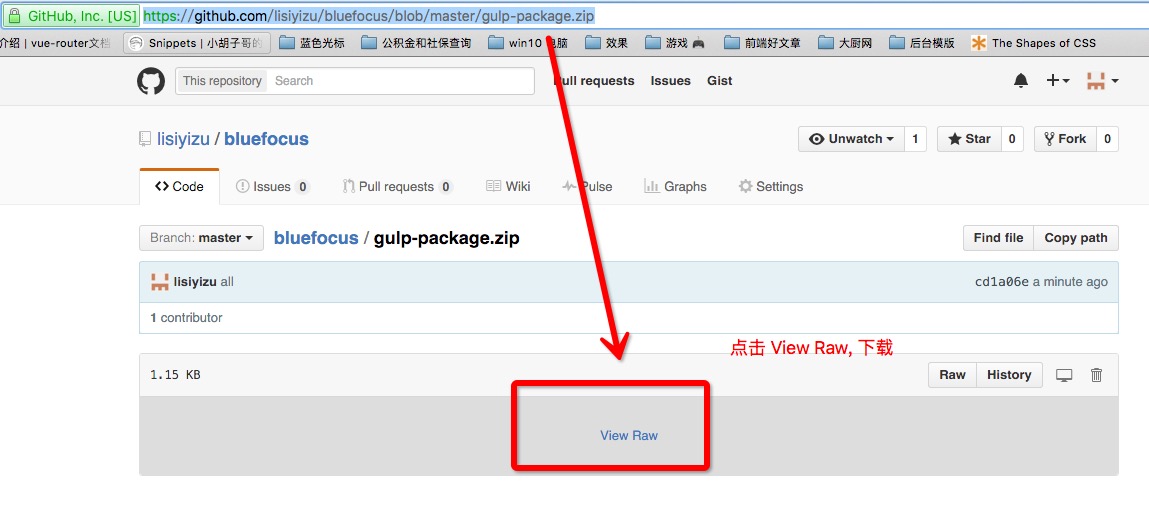 GitHub, Inc. [US] https://github.com/lisiyizu/bluefocus/blob/master/gulp-package.zip
介绍 | vue-router文档 Snippets | 小胡子哥的 蓝色光标 公积金和社保查询 win10 电脑 效果 游戏 🎮 前端好文章 大厨网 后台模版 The Shapes of CSS
This repository Search Pull requests Issues Gist
lisiyizu / bluefocus Unwatch 1 Star 0 Fork 0
Code Issues 0 Pull requests 0 Wiki Pulse Graphs Settings
Branch: master bluefocus / gulp-package.zip Find file Copy path
lisiyizu all cd1a06e a minute ago
1 contributor
点击 View Raw, 下载
1.15 KB Raw History
View Raw